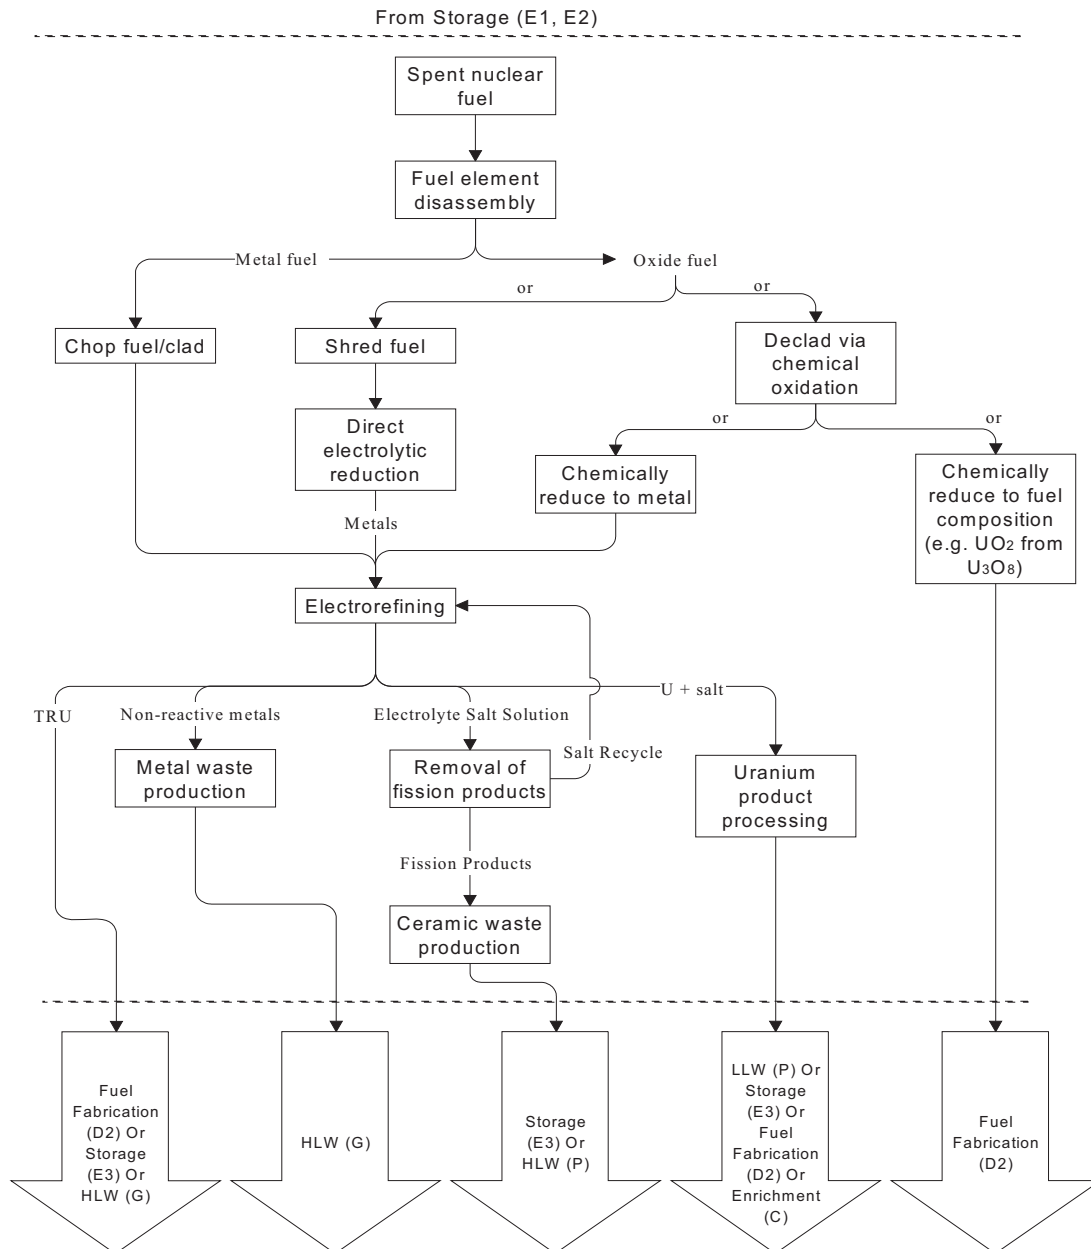 From Storage (E1, E2)
Spent nuclear
fuel
Fuel element
disassembly
Metal fuel
Oxide fuel
or
or
Chop fuel/clad
Shred fuel
Declad via
chemical
oxidation
Direct
electrolytic
reduction
or
or
Chemically
reduce to metal
Chemically
reduce to fuel
composition
(e.g. UO2 from
U3O8)
Metals
Electrorefining
TRU
Non-reactive metals
Electrolyte Salt Solution
U + salt
Salt Recycle
Metal waste
production
Removal of
fission products
Uranium
product
processing
Fission Products
Ceramic waste
production
Fuel
Fabrication
(D2) Or
Storage
(E3) Or
HLW (G)
HLW (G)
Storage
(E3) Or
HLW (P)
LLW (P) Or
Storage
(E3) Or
Fuel
Fabrication
(D2) Or
Enrichment
(C)
Fuel
Fabrication
(D2)